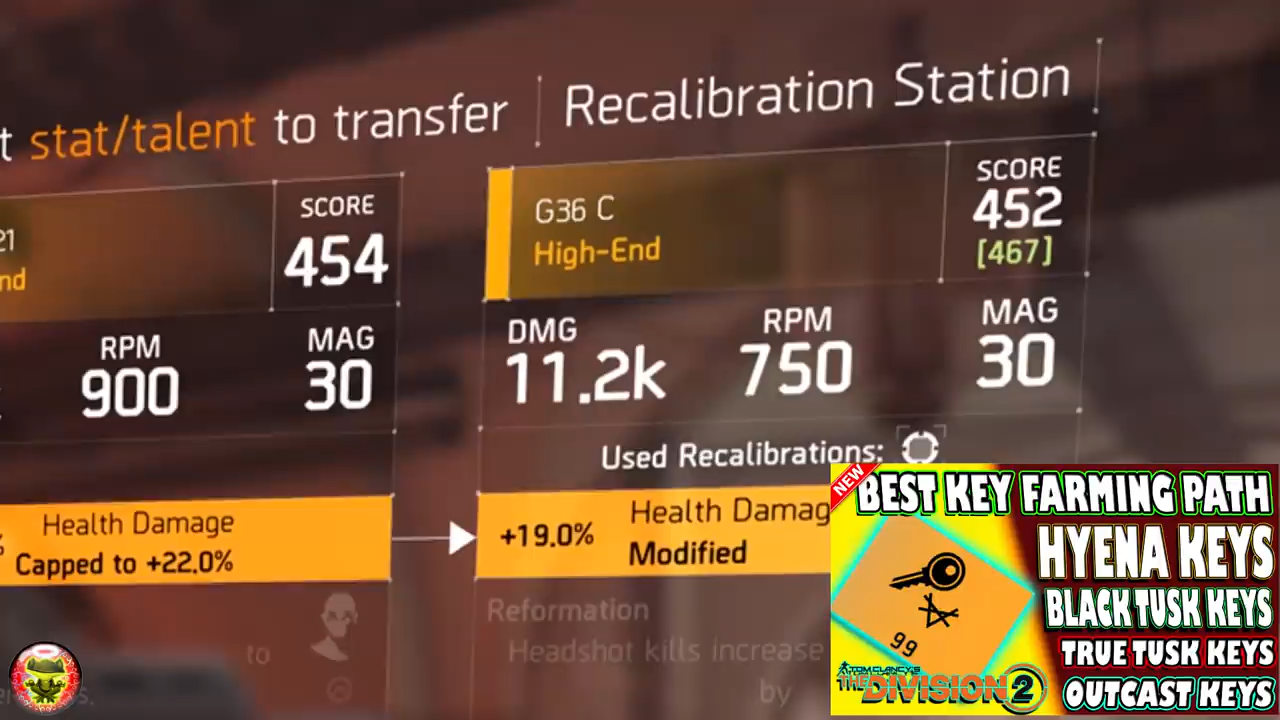 t stat/talent to transfer
Recalibration Station
21
nd
SCORE
454
RPM
900
MAG
30
Health Damage
Capped to +22.0%
to
G36 C
High-End
SCORE
452
[467]
DMG
11.2k
RPM
750
MAG
30
Used Recalibrations:
+19.0%
Health Damag
Modified
Reformation
Headshot kills increase
by
NEW
BEST KEY FARMING PATH
HYENA KEYS
BLACK TUSK KEYS
TRUE TUSK KEYS
OUTCAST KEYS
99
TOM CLANCY'S
THE DIVISION 2